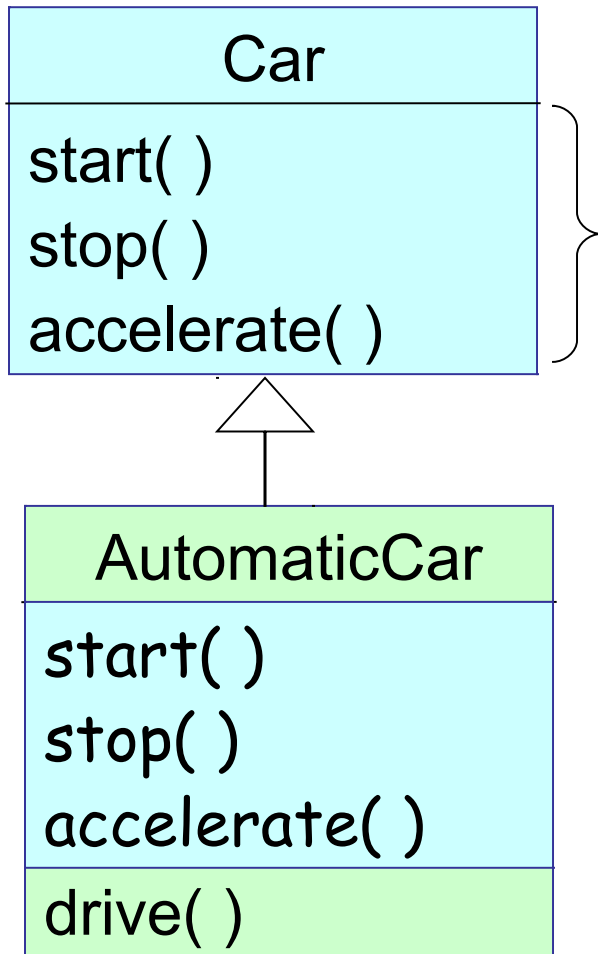 Car
start( )
stop( )
accelerate( )
AutomaticCar
start( )
stop( )
accelerate( )
drive( )